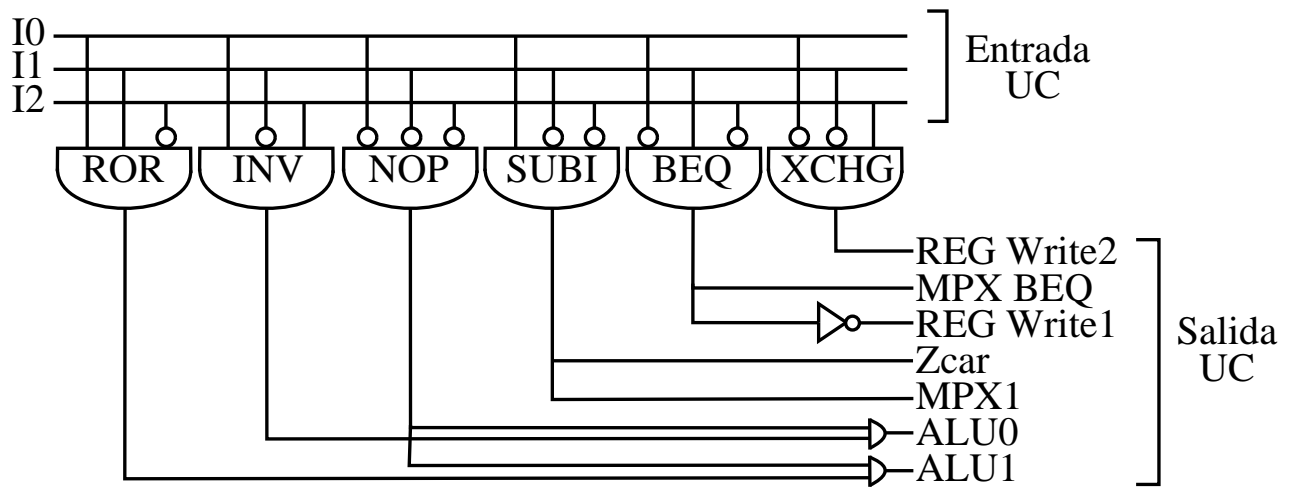 I0
I1
I2
Entrada
UC
ROR
INV
NOP
SUBI
BEQ
XCHG
REG Write2
MPX BEQ
REG Write1
Zcar
MPX1
ALU0
ALU1
Salida
UC